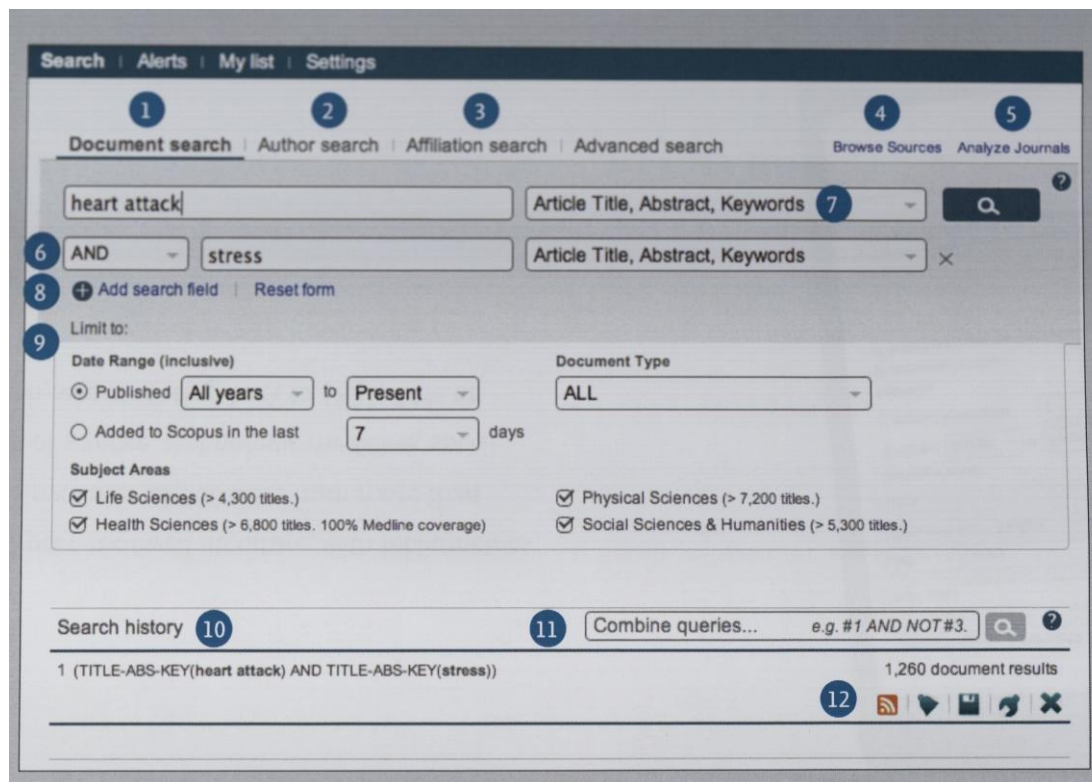 Search | Alerts | My list | Settings
1 2 3 4 5
Document search | Author search | Affiliation search | Advanced search Browse Sources Analyze Journals
?
heart attack Article Title, Abstract, Keywords 7
6 AND stress Article Title, Abstract, Keywords ×
8 + Add search field | Reset form
9 Limit to:
Date Range (inclusive) Document Type
Published All years to Present ALL
Added to Scopus in the last 7 days
Subject Areas
Life Sciences (> 4,300 titles.) Physical Sciences (> 7,200 titles.)
Health Sciences (> 6,800 titles. 100% Medline coverage) Social Sciences & Humanities (> 5,300 titles.)
Search history 10 11 Combine queries... e.g. #1 AND NOT #3. ?
1 (TITLE-ABS-KEY(heart attack) AND TITLE-ABS-KEY(stress)) 1,260 document results
12